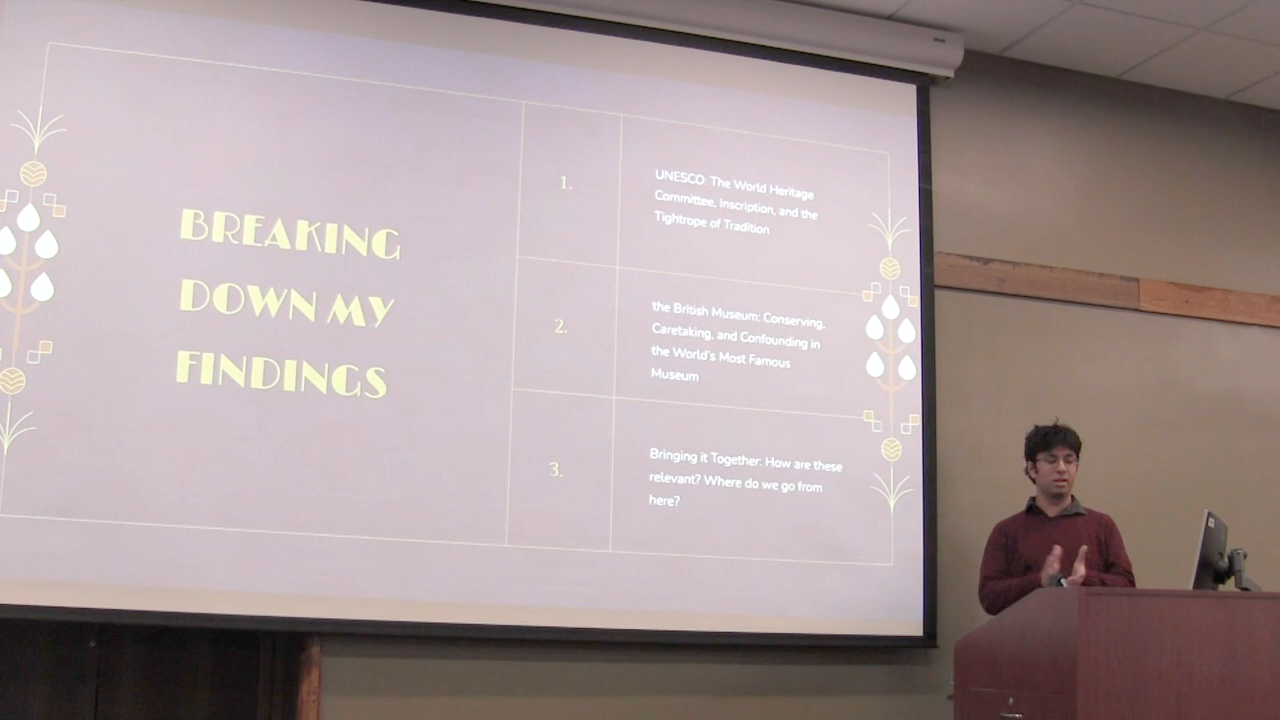 BREAKING
DOWN MY
FINDINGS
1.
UNESCO: The World Heritage
Committee, Inscription, and the
Tightrope of Tradition
2.
the British Museum: Conserving,
Caretaking, and Confounding in
the World's Most Famous
Museum
3.
Bringing it Together: How are these
relevant? Where do we go from
here?